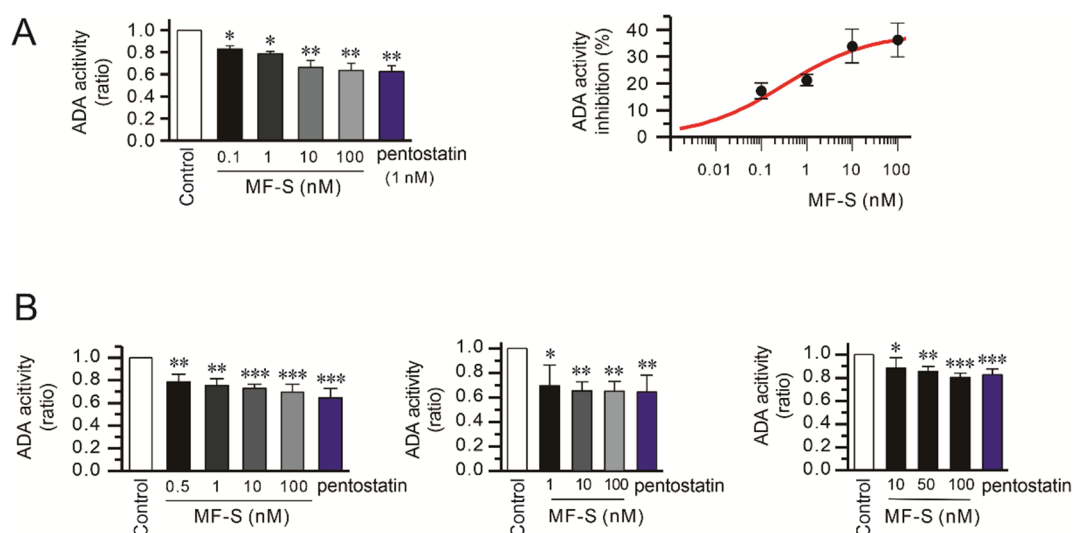 A
ADA acitivity
(ratio)
1.0
0.8
0.6
0.4
0.2
0.0
*
*
**
**
**
Control
0.1
1
10
100
pentostatin
(1 nM)
MF-S (nM)
ADA activity
inhibition (%)
40
30
20
10
0
0.01
0.1
1
10
100
MF-S (nM)
B
ADA acitivity
(ratio)
1.0
0.8
0.6
0.4
0.2
0.0
**
**
***
***
***
Control
0.5
1
10
100
pentostatin
MF-S (nM)
ADA acitivity
(ratio)
1.0
0.8
0.6
0.4
0.2
0.0
*
**
**
**
Control
1
10
100
pentostatin
MF-S (nM)
ADA acitivity
(ratio)
1.0
0.8
0.6
0.4
0.2
0.0
*
**
***
***
Control
10
50
100
pentostatin
MF-S (nM)